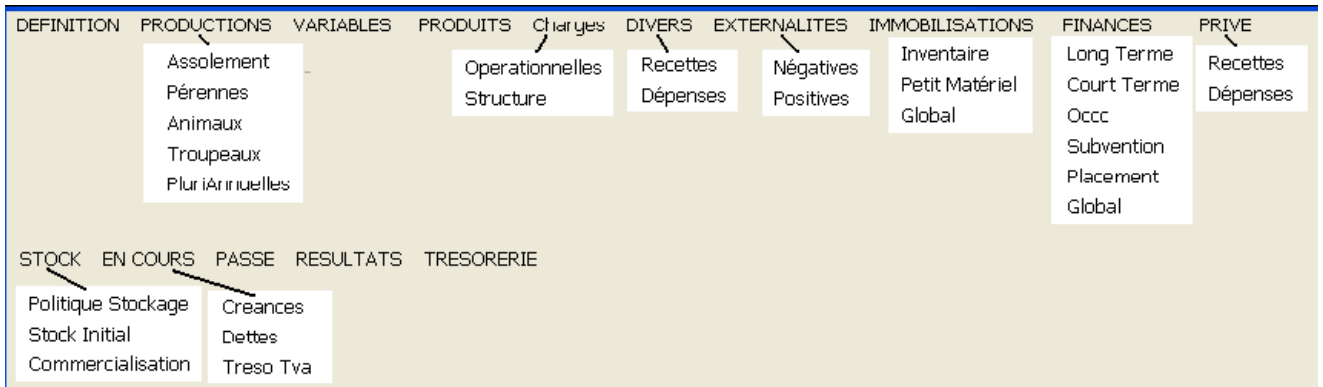 DEFINITION PRODUCTIONS VARIABLES PRODUITS Charges DIVERS EXTERNALITES IMMOBILISATIONS FINANCES PRIVE
Assolement
Pérennes
Animaux
Troupeaux
PluriAnnuelles
Operationnelles
Structure
Recettes
Dépenses
Négatives
Positives
Inventaire
Petit Matériel
Global
Long Terme
Court Terme
Occc
Subvention
Placement
Global
Recettes
Dépenses
STOCK EN COURS PASSE RESULTATS TRESORERIE
Politique Stockage
Stock Initial
Commercialisation
Creances
Dettes
Treso Tva